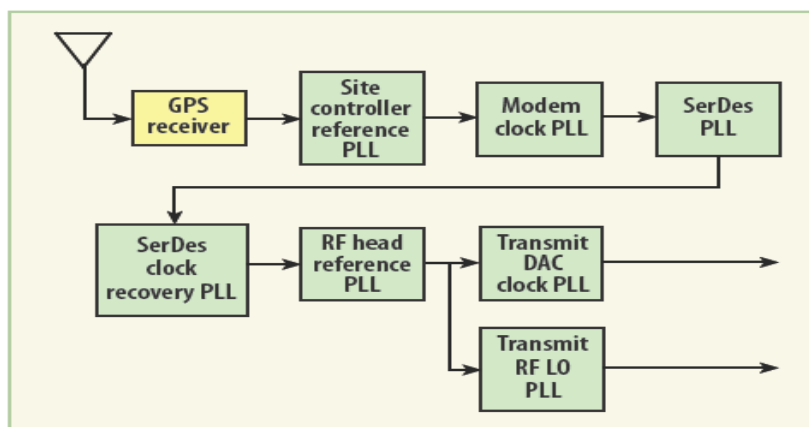 GPS
receiver
Site
controller
reference
PLL
Modem
clock PLL
SerDes
PLL
SerDes
clock
recovery PLL
RF head
reference
PLL
Transmit
DAC
clock PLL
Transmit
RF LO
PLL